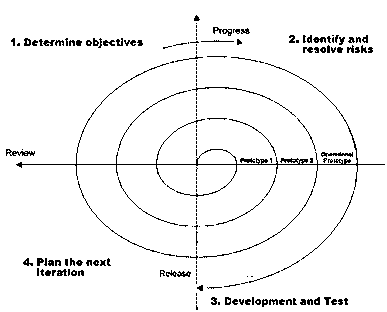 Progress
1. Determine objectives
2. Identify and
resolve risks
Review
Prototype 1
Prototype 2
Operational
Prototype
4. Plan the next
iteration
Release
3. Development and Test